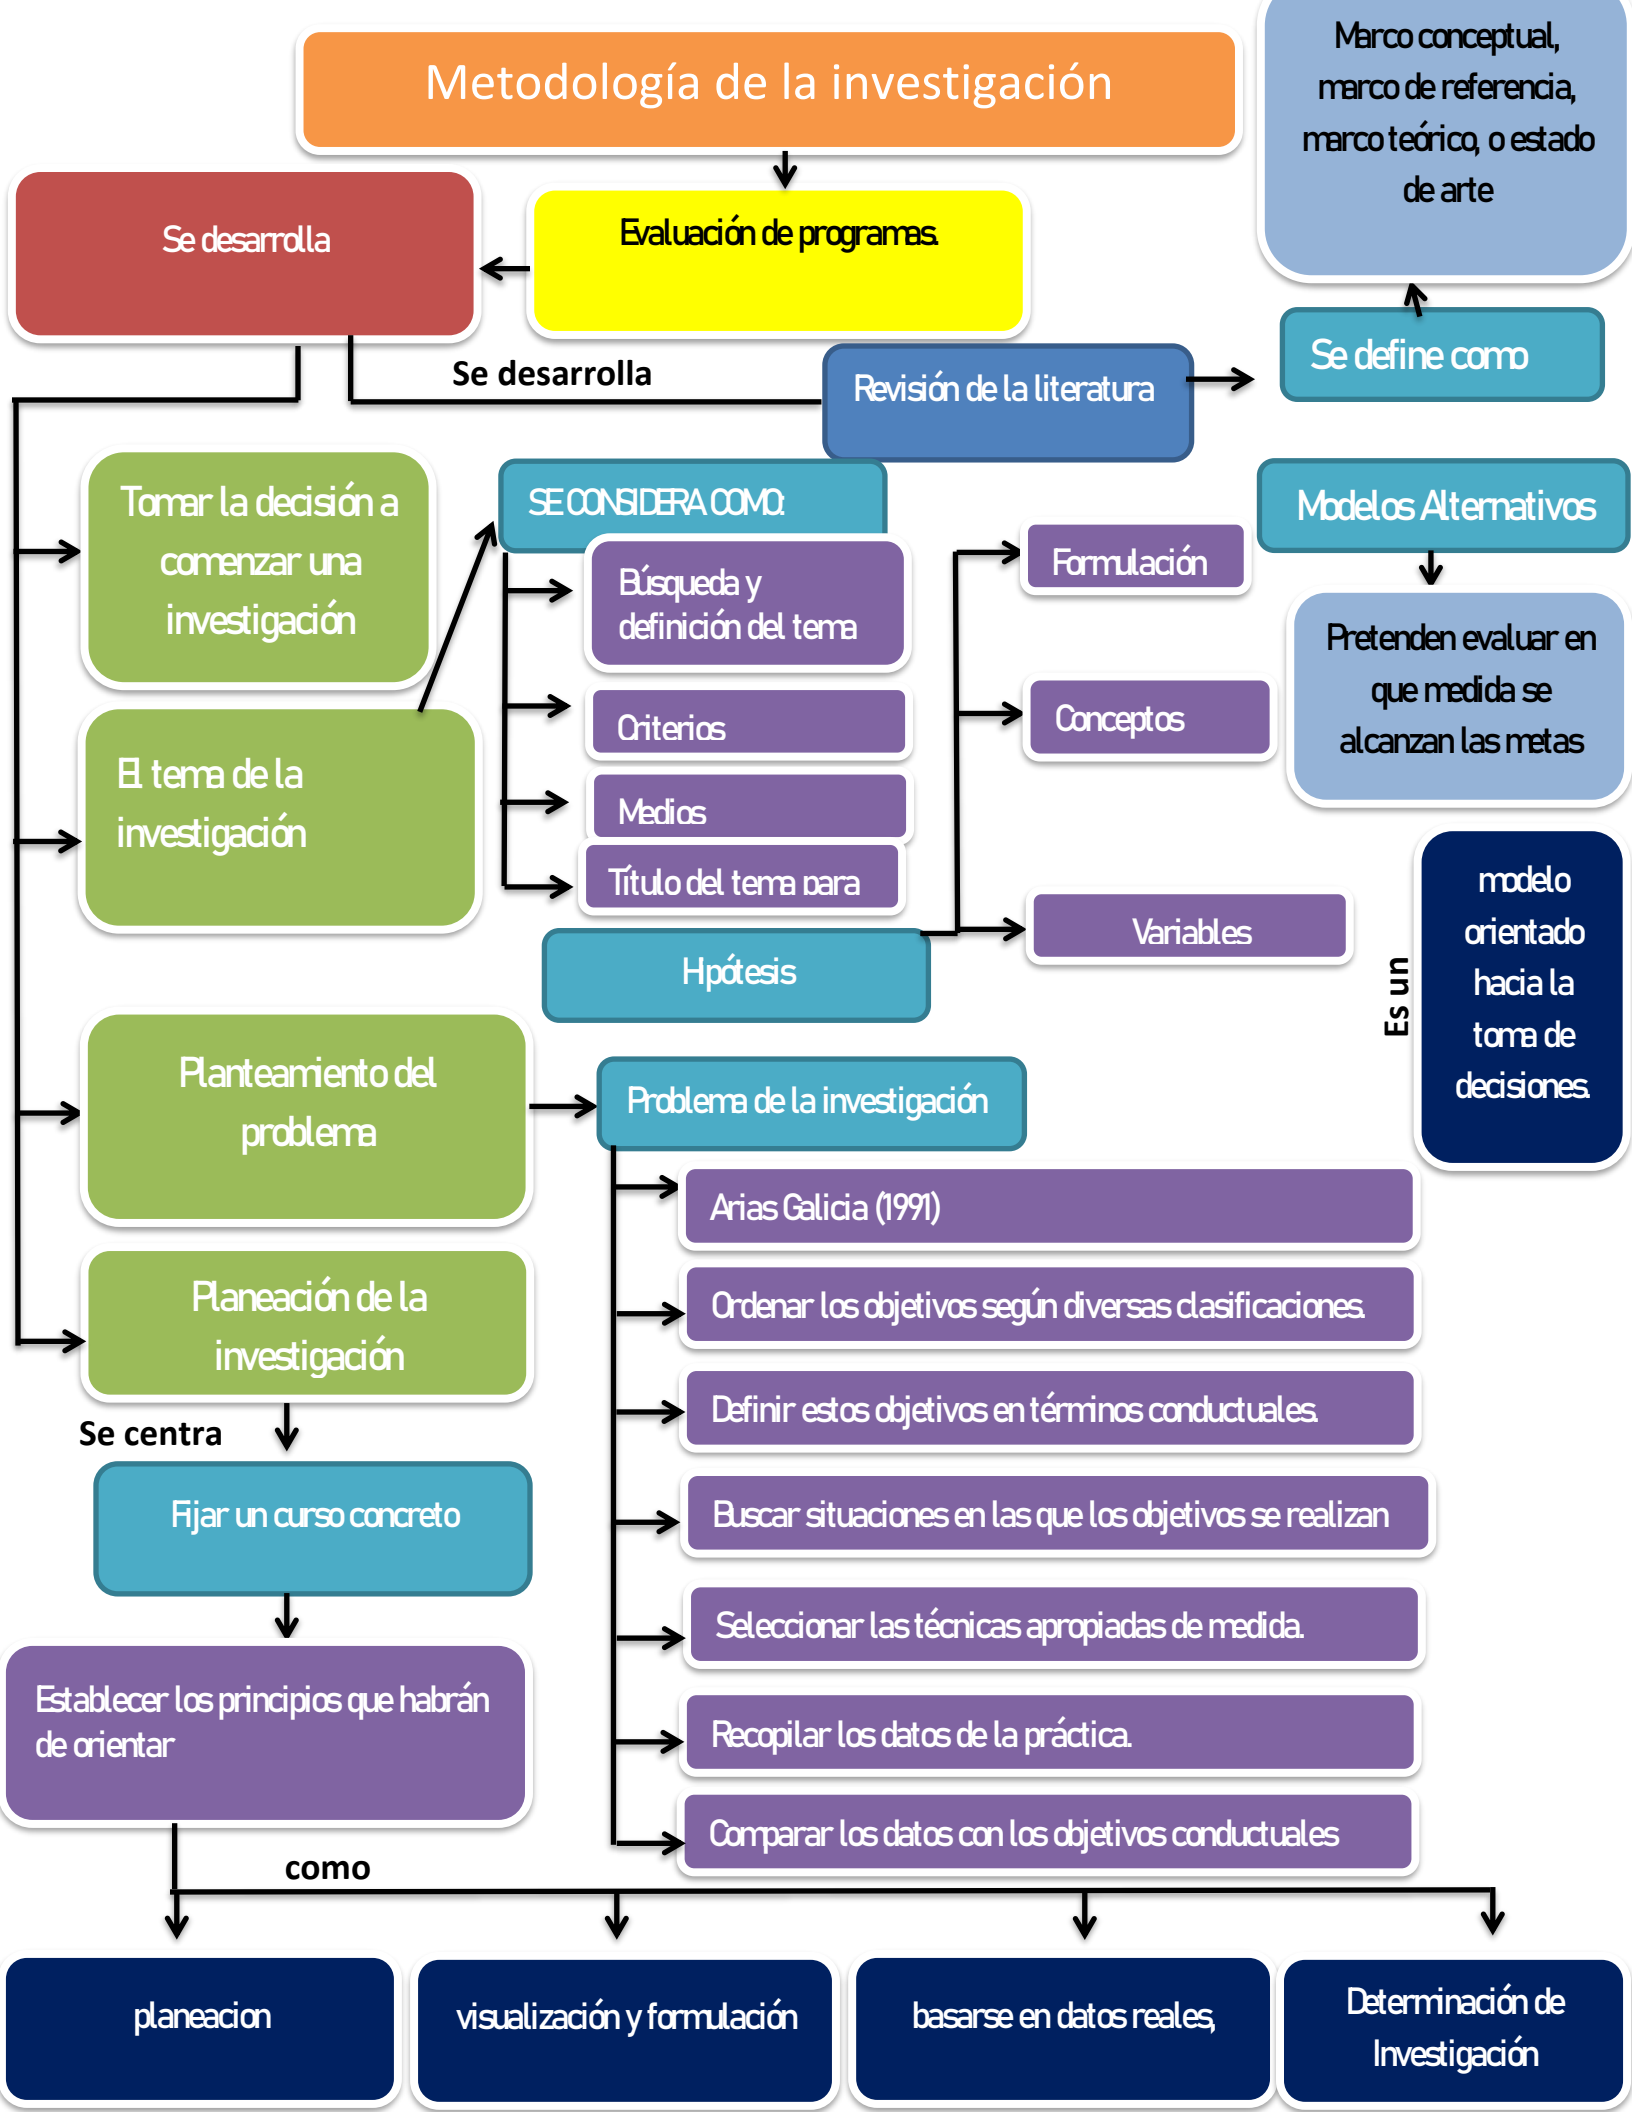 Metodología de la investigación
Marco conceptual,
marco de referencia,
marco teórico, o estado
de arte
Se desarrolla
Evaluación de programas.
Se define como
Se desarrolla
Revisión de la literatura
Tomar la decisión a
comenzar una
investigación
SE CONSIDERA COMO:
Modelos Alternativos
Búsqueda y
definición del tema
Formulación
Pretenden evaluar en
que medida se
alcanzan las metas
Criterios
Conceptos
El tema de la
investigación
Medios
Título del tema para
Variables
Hipótesis
Es un
modelo
orientado
hacia la
toma de
decisiones.
Planteamiento del
problema
Problema de la investigación
Arias Galicia (1991)
Ordenar los objetivos según diversas clasificaciones.
Definir estos objetivos en términos conductuales.
Buscar situaciones en las que los objetivos se realizan
Seleccionar las técnicas apropiadas de medida.
Recopilar los datos de la práctica.
Comparar los datos con los objetivos conductuales
Planeación de la
investigación
Se centra
Fijar un curso concreto
Establecer los principios que habrán
de orientar
como
planeacion
visualización y formulación
basarse en datos reales,
Determinación de
Investigación